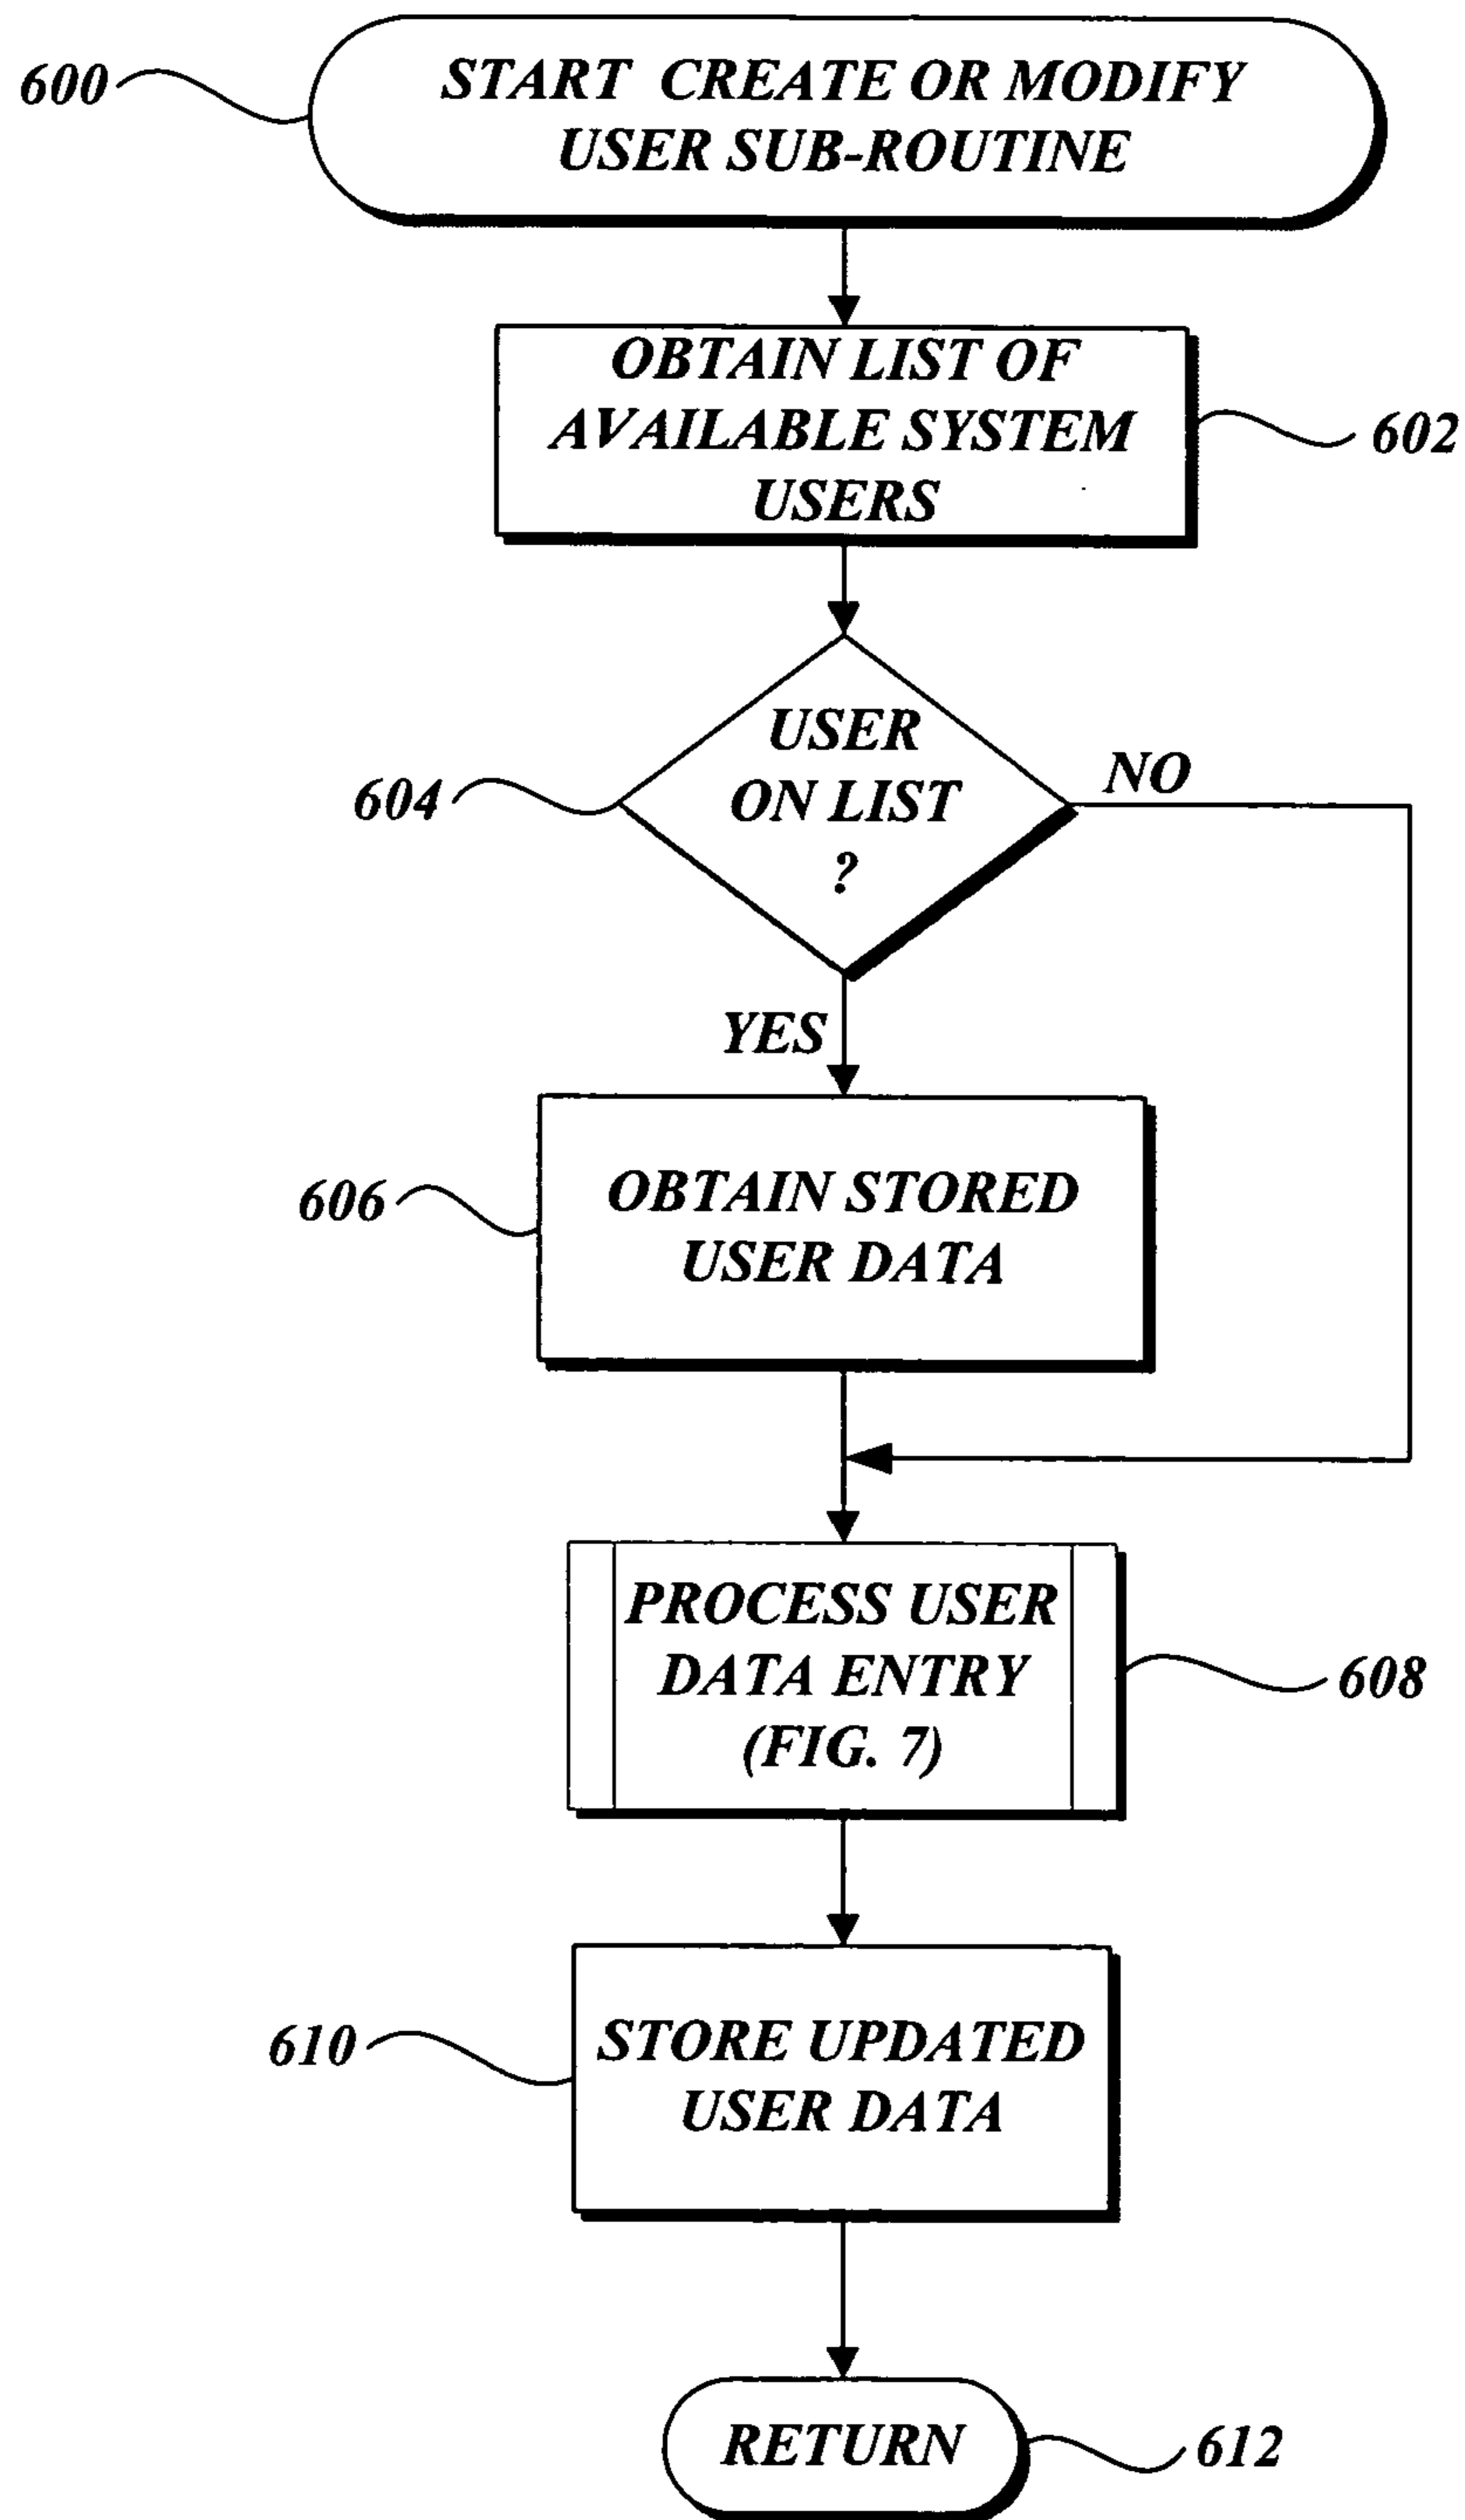 600
START CREATE OR MODIFY
USER SUB-ROUTINE
OBTAIN LIST OF
AVAILABLE SYSTEM
USERS
602
USER
ON LIST
?
604
NO
YES
OBTAIN STORED
USER DATA
606
PROCESS USER
DATA ENTRY
(FIG. 7)
608
STORE UPDATED
USER DATA
610
RETURN
612